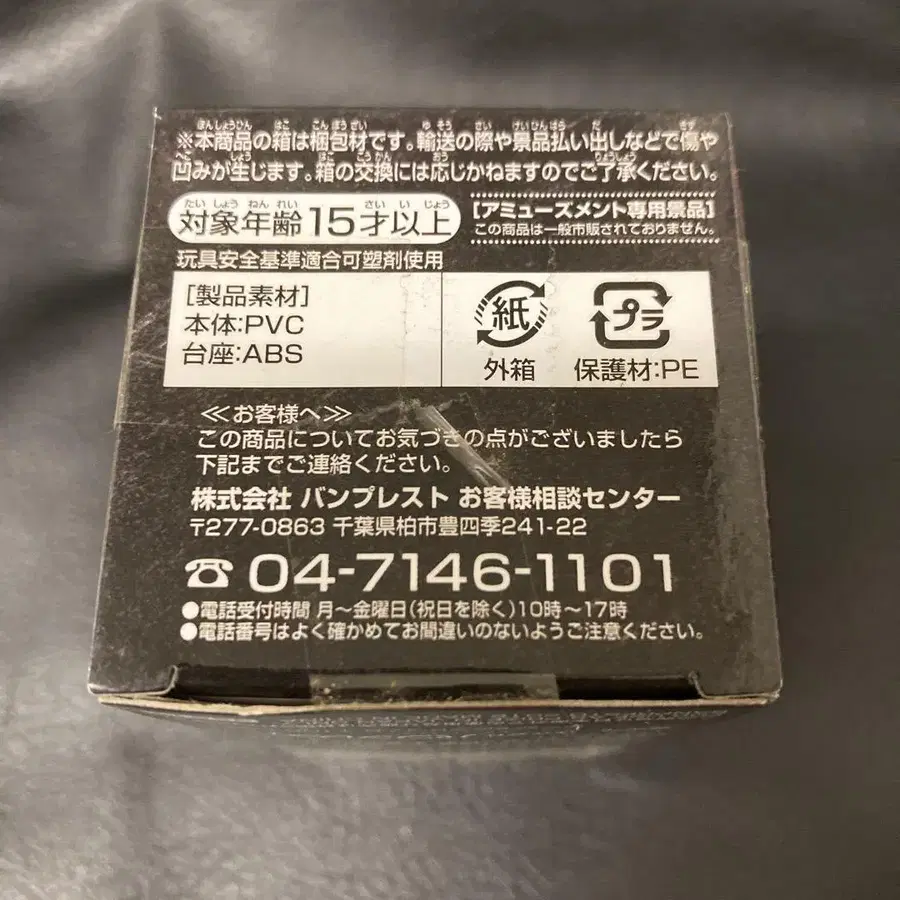 ※本商品の箱は梱包材です。輸送の際や景品払い出しなどで傷や
凹みが生じます。箱の交換には応じかねますのでご了承ください。
対象年齢15才以上
[アミューズメント専用景品]
この商品は一般市販されておりません。
玩具安全基準適合可塑剤使用
[製品素材]
本体:PVC
台座:ABS
紙
外箱
プラ
保護材:PE
≪お客様へ≫
この商品についてお気づきの点がございましたら
下記までご連絡ください。
株式会社 バンプレスト お客様相談センター
〒277-0863 千葉県柏市豊四季241-22
☎ 04-7146-1101
●電話受付時間 月〜金曜日(祝日を除く)10時〜17時
●電話番号はよく確かめてお間違いのないようご注意ください。